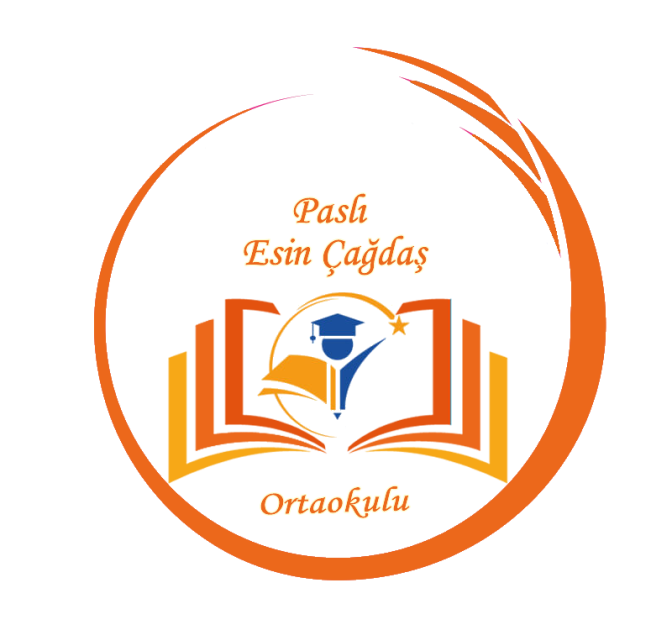 Paslı
Esin Çağdaş
Ortaokulu